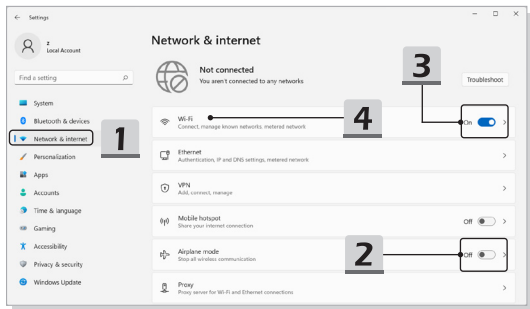 Settings
z
Local Account
Find a setting
System
Bluetooth & devices
Network & internet
Personalization
Apps
Accounts
Time & language
Gaming
Accessibility
Privacy & security
Windows Update
1
Network & internet
Not connected
You aren't connected to any networks
Troubleshoot
3
Wi-Fi
Connect, manage known networks, metered network
4
On
Ethernet
Authentication, IP and DNS settings, metered network
VPN
Add, connect, manage
Mobile hotspot
Share your internet connection
Off
Airplane mode
Stop all wireless communication
2
Off
Proxy
Proxy server for Wi-Fi and Ethernet connections